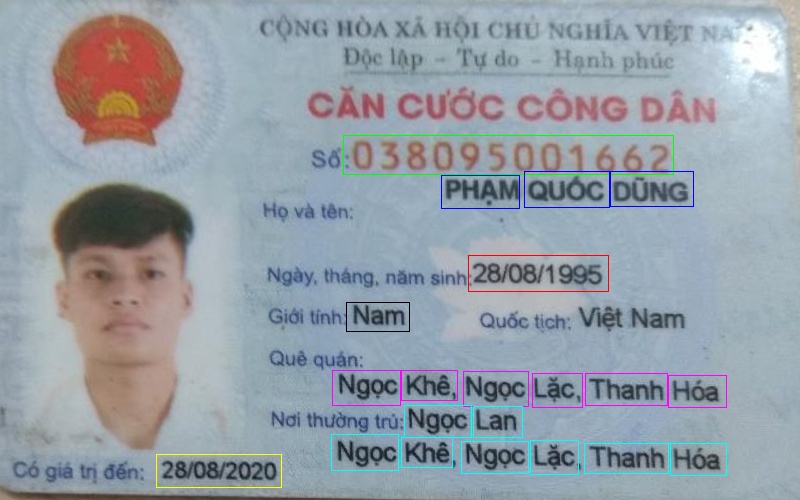 CỘNG HÒA XÃ HỘI CHỦ NGHĨA VIỆT NAM
Độc lập - Tự do - Hạnh phúc
CĂN CƯỚC CÔNG DÂN
Số: 038095001662
PHẠM QUỐC DŨNG
Họ và tên:
Ngày, tháng, năm sinh: 28/08/1995
Giới tính: Nam Quốc tịch: Việt Nam
Quê quán:
Ngọc Khê, Ngọc Lặc, Thanh Hóa
Nơi thường trú: Ngọc Lan
Ngọc Khê, Ngọc Lặc, Thanh Hóa
Có giá trị đến: 28/08/2020